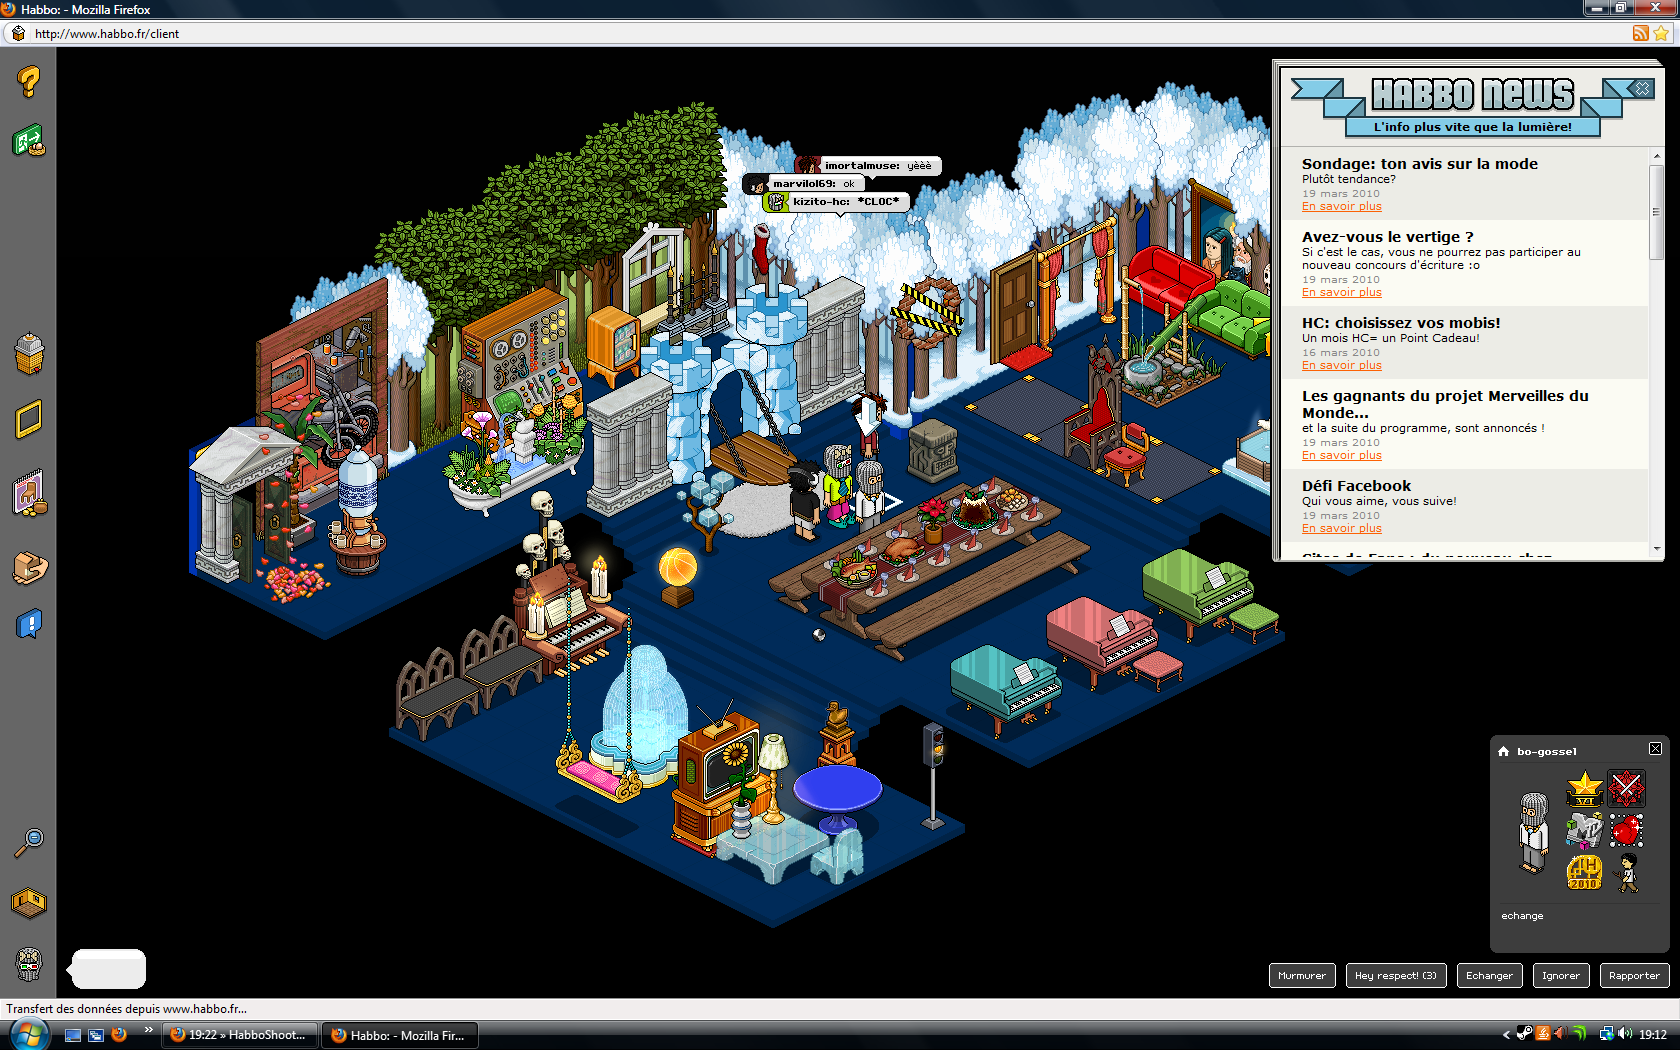 Habbo: - Mozilla Firefox
http://www.habbo.fr/client
HABBO NEWS
L'info plus vite que la lumière!
Sondage: ton avis sur la mode
Plutôt tendance?
19 mars 2010
En savoir plus
Avez-vous le vertige ?
Si c'est le cas, vous ne pourrez pas participer au
nouveau concours d'écriture :o
19 mars 2010
En savoir plus
HC: choisissez vos mobis!
Un mois HC= un Point Cadeau!
16 mars 2010
En savoir plus
Les gagnants du projet Merveilles du
Monde...
et la suite du programme, sont annoncés !
19 mars 2010
En savoir plus
Défi Facebook
Qui vous aime, vous suive!
19 mars 2010
En savoir plus
imortalmuse: yèèè
marvilol69: ok
kizito-hc: *CLOC*
bo-gossel
2010
echange
Murmurer
Hey respect! (3)
Echanger
Ignorer
Rapporter
Transfert des données depuis www.habbo.fr...
19:22 » HabboShoot...
Habbo: - Mozilla Fir...
19:12